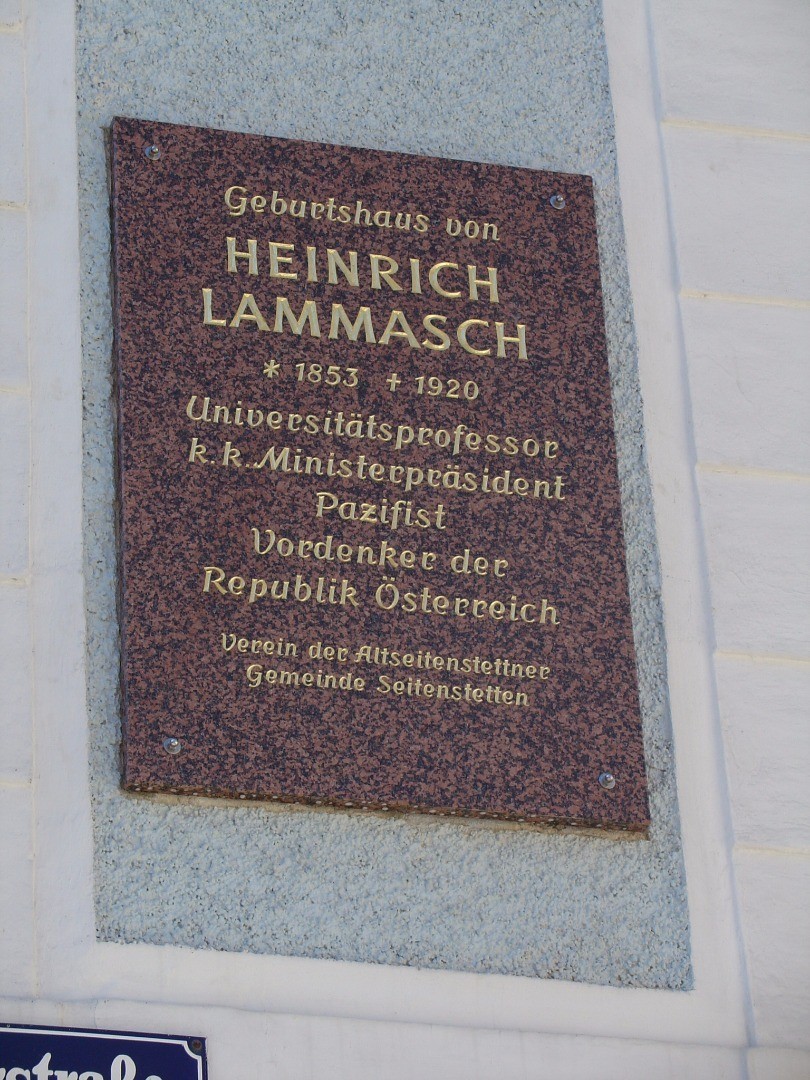 Geburtshaus von
HEINRICH
LAMMASCH
* 1853 ✝ 1920
Universitätsprofessor
k. k. Ministerpräsident
Pazifist
Vordenker der
Republik Österreich
Verein der Altseitenstettner
Gemeinde Seitenstetten